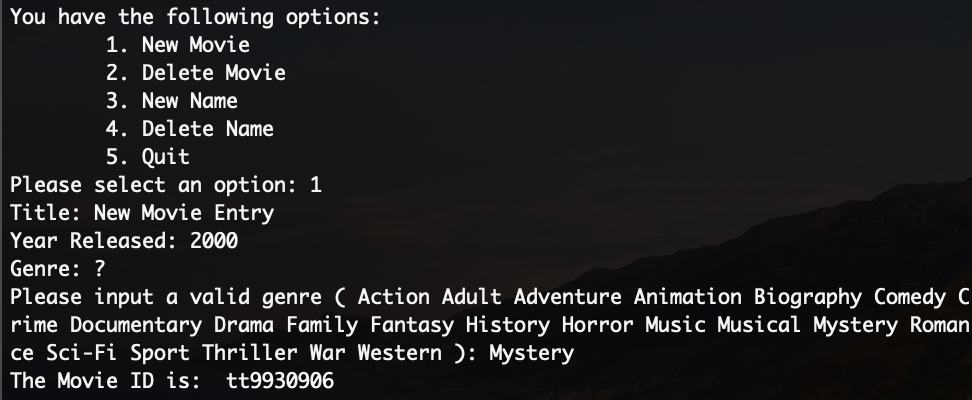 You have the following options:
1. New Movie
2. Delete Movie
3. New Name
4. Delete Name
5. Quit
Please select an option: 1
Title: New Movie Entry
Year Released: 2000
Genre: ?
Please input a valid genre ( Action Adult Adventure Animation Biography Comedy C
rime Documentary Drama Family Fantasy History Horror Music Musical Mystery Roman
ce Sci-Fi Sport Thriller War Western ): Mystery
The Movie ID is:  tt9930906